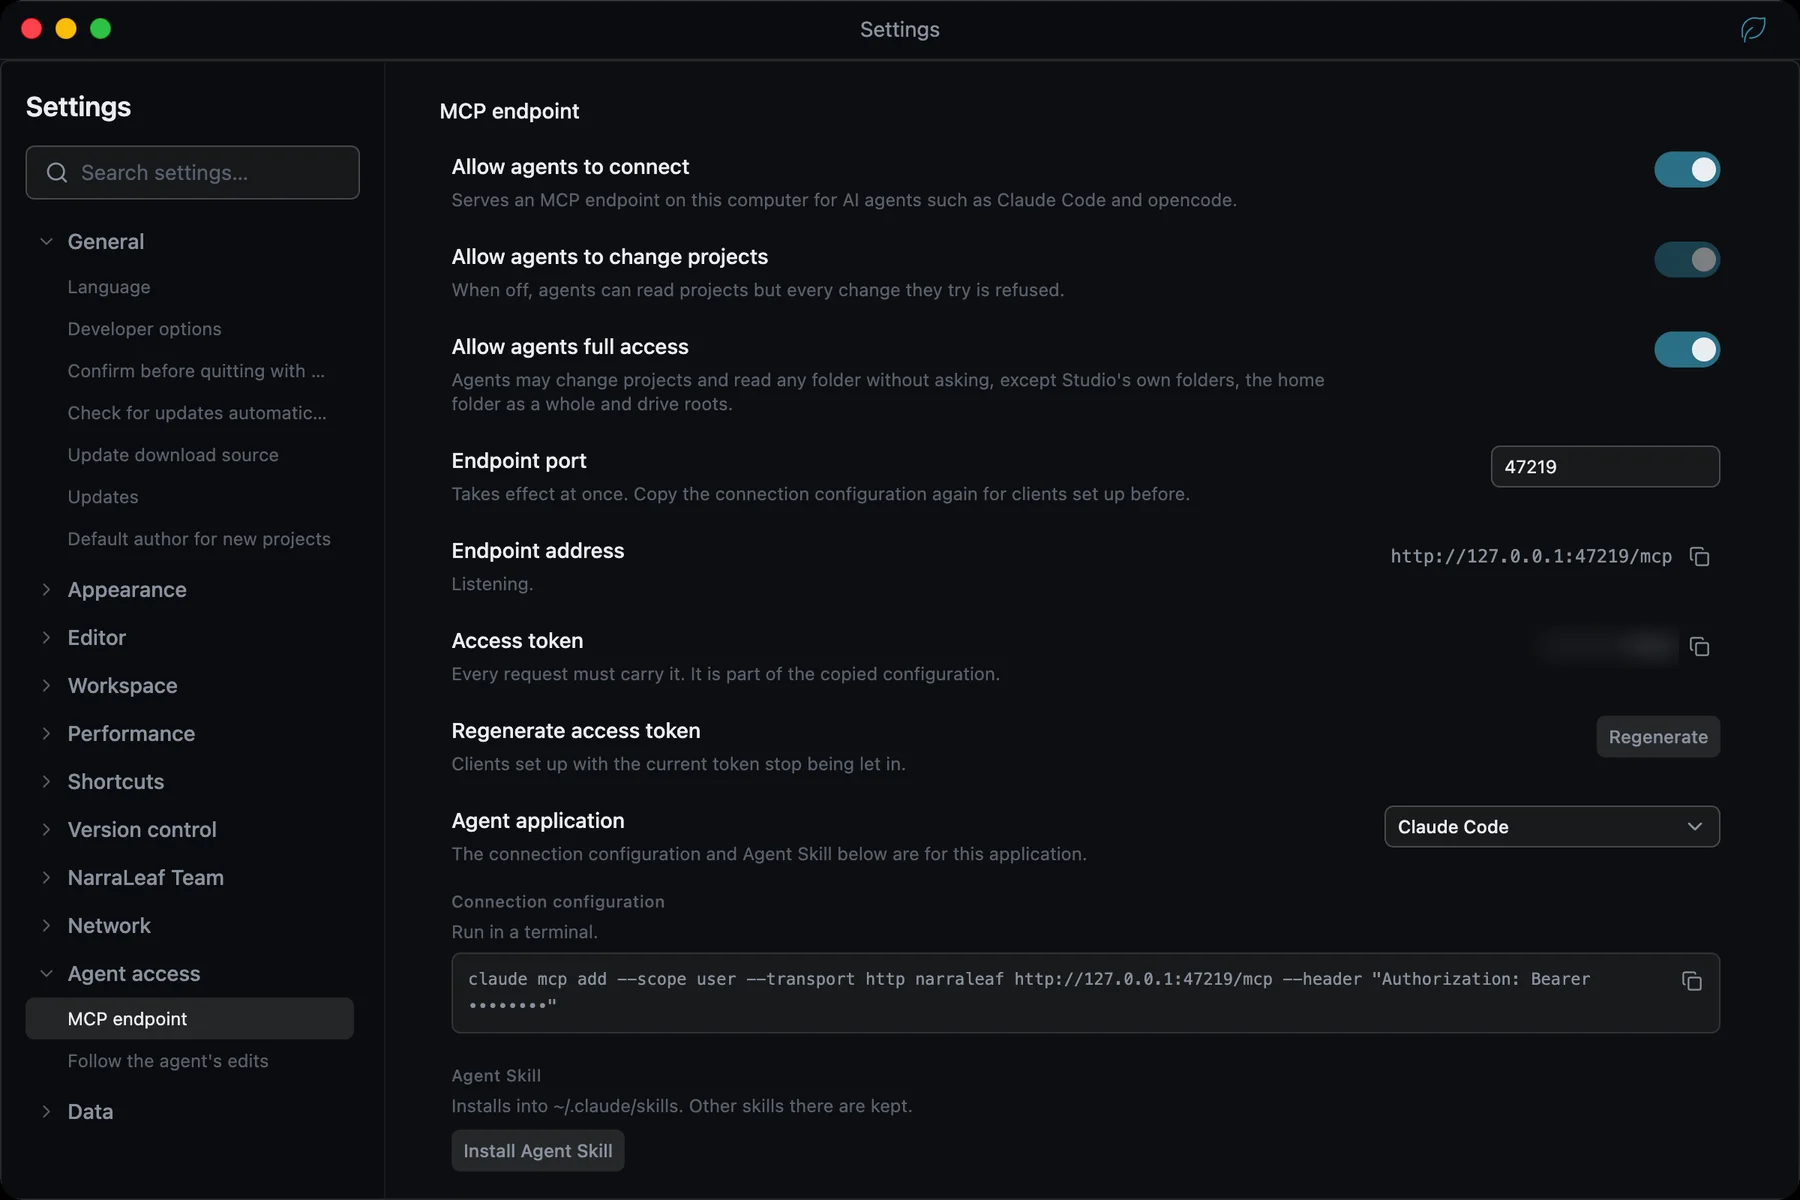 Settings
Settings
Search settings...
General
Language
Developer options
Confirm before quitting with ...
Check for updates automatic...
Update download source
Updates
Default author for new projects
Appearance
Editor
Workspace
Performance
Shortcuts
Version control
NarraLeaf Team
Network
Agent access
MCP endpoint
Follow the agent's edits
Data
MCP endpoint
Allow agents to connect
Serves an MCP endpoint on this computer for AI agents such as Claude Code and opencode.
Allow agents to change projects
When off, agents can read projects but every change they try is refused.
Allow agents full access
Agents may change projects and read any folder without asking, except Studio's own folders, the home
folder as a whole and drive roots.
Endpoint port
47219
Takes effect at once. Copy the connection configuration again for clients set up before.
Endpoint address
http://127.0.0.1:47219/mcp
Listening.
Access token
Every request must carry it. It is part of the copied configuration.
Regenerate access token
Regenerate
Clients set up with the current token stop being let in.
Agent application
Claude Code
The connection configuration and Agent Skill below are for this application.
Connection configuration
Run in a terminal.
claude mcp add --scope user --transport http narraleaf http://127.0.0.1:47219/mcp --header "Authorization: Bearer
••••••••"
Agent Skill
Installs into ~/.claude/skills. Other skills there are kept.
Install Agent Skill